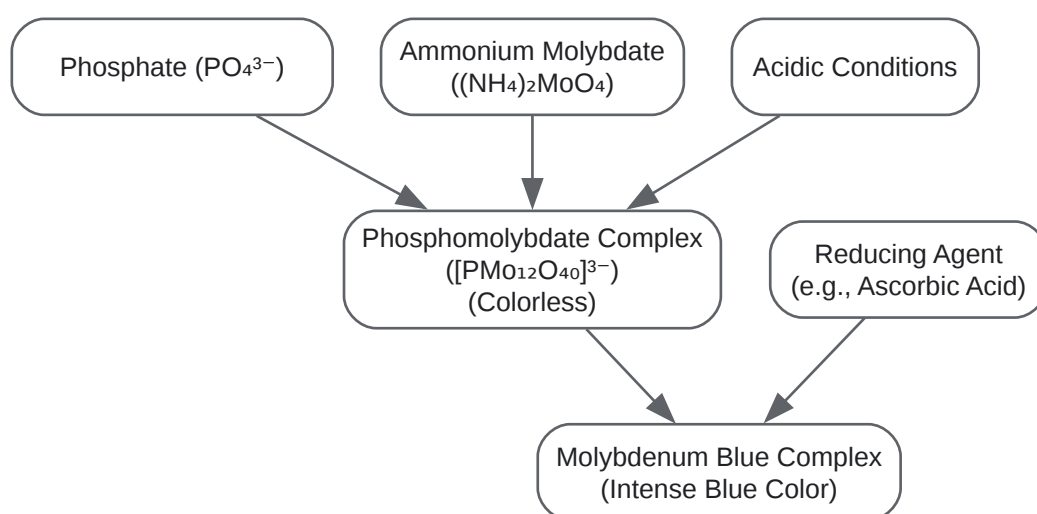 Phosphate (PO₄³⁻)
Ammonium Molybdate
((NH₄)₂MoO₄)
Acidic Conditions
Phosphomolybdate Complex
([PMo₁₂O₄₀]³⁻)
(Colorless)
Reducing Agent
(e.g., Ascorbic Acid)
Molybdenum Blue Complex
(Intense Blue Color)